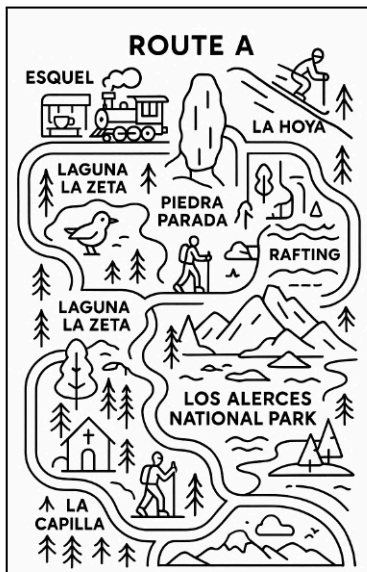 ROUTE A
ESQUEL
LA HOYA
LAGUNA
LA ZETA
PIEDRA
PARADA
RAFTING
LAGUNA
LA ZETA
LOS ALERCES
NATIONAL PARK
LA
CAPILLA